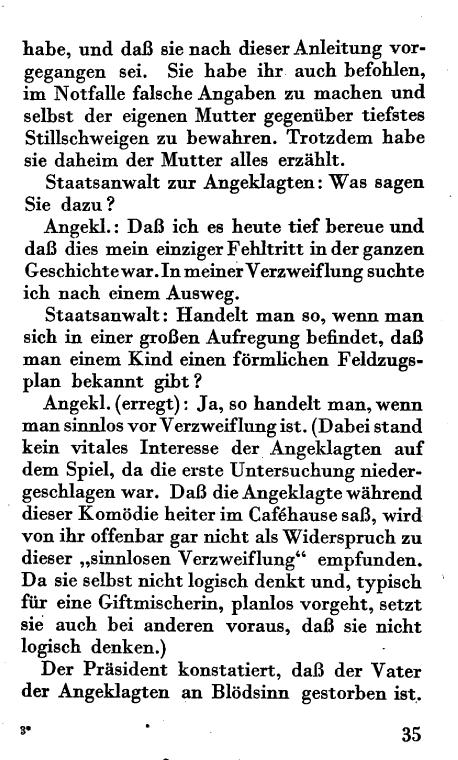 habe, und daß sie nach dieser Anleitung vor-
gegangen sei. Sie habe ihr auch befohlen,
im Notfalle falsche Angaben zu machen und
selbst der eigenen Mutter gegenüber tiefstes
Stillschweigen zu bewahren. Trotzdem habe
sie daheim der Mutter alles erzählt.
Staatsanwalt zur Angeklagten: Was sagen
Sie dazu?
Angekl.: Daß ich es heute tief bereue und
daß dies mein einziger Fehltritt in der ganzen
Geschichte war. In meiner Verzweiflung suchte
ich nach einem Ausweg.
Staatsanwalt: Handelt man so, wenn man
sich in einer großen Aufregung befindet, daß
man einem Kind einen förmlichen Feldzugs-
plan bekannt gibt?
Angekl. (erregt): Ja, so handelt man, wenn
man sinnlos vor Verzweiflung ist. (Dabei stand
kein vitales Interesse der Angeklagten auf
dem Spiel, da die erste Untersuchung nieder-
geschlagen war. Daß die Angeklagte während
dieser Komödie heiter im Caféhause saß, wird
von ihr offenbar gar nicht als Widerspruch zu
dieser „sinnlosen Verzweiflung“ empfunden.
Da sie selbst nicht logisch denkt und, typisch
für eine Giftmischerin, planlos vorgeht, setzt
sie auch bei anderen voraus, daß sie nicht
logisch denken.)
Der Präsident konstatiert, daß der Vater
der Angeklagten an Blödsinn gestorben ist.
3*
35